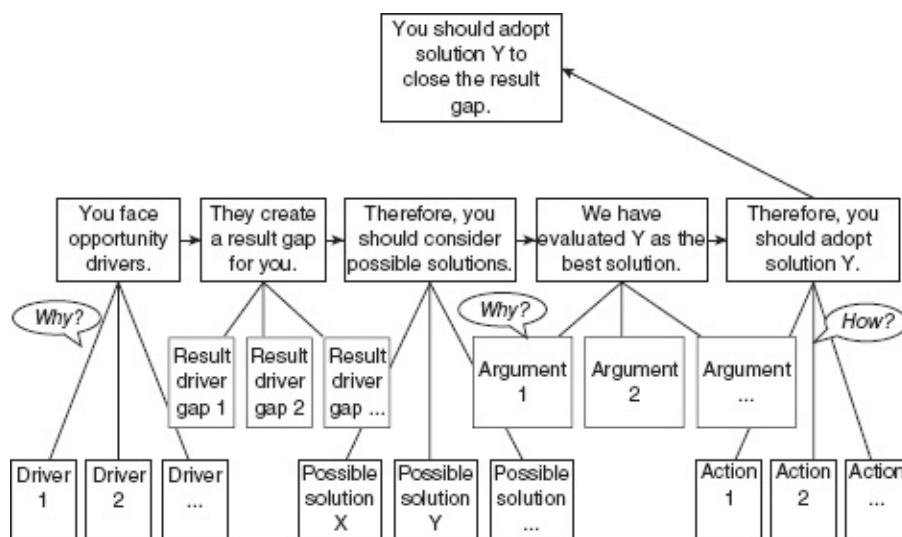 You should adopt
solution Y to
close the result
gap.
You face
opportunity
drivers.
They create
a result gap
for you.
Therefore, you
should consider
possible solutions.
We have
evaluated Y as the
best solution.
Therefore, you
should adopt
solution Y.
Why?
Why?
How?
Result
driver
gap 1
Result
driver
gap 2
Result
driver
gap ...
Argument
1
Argument
2
Argument
...
Driver
1
Driver
2
Driver
...
Possible
solution
X
Possible
solution
Y
Possible
solution
...
Action
1
Action
2
Action
...